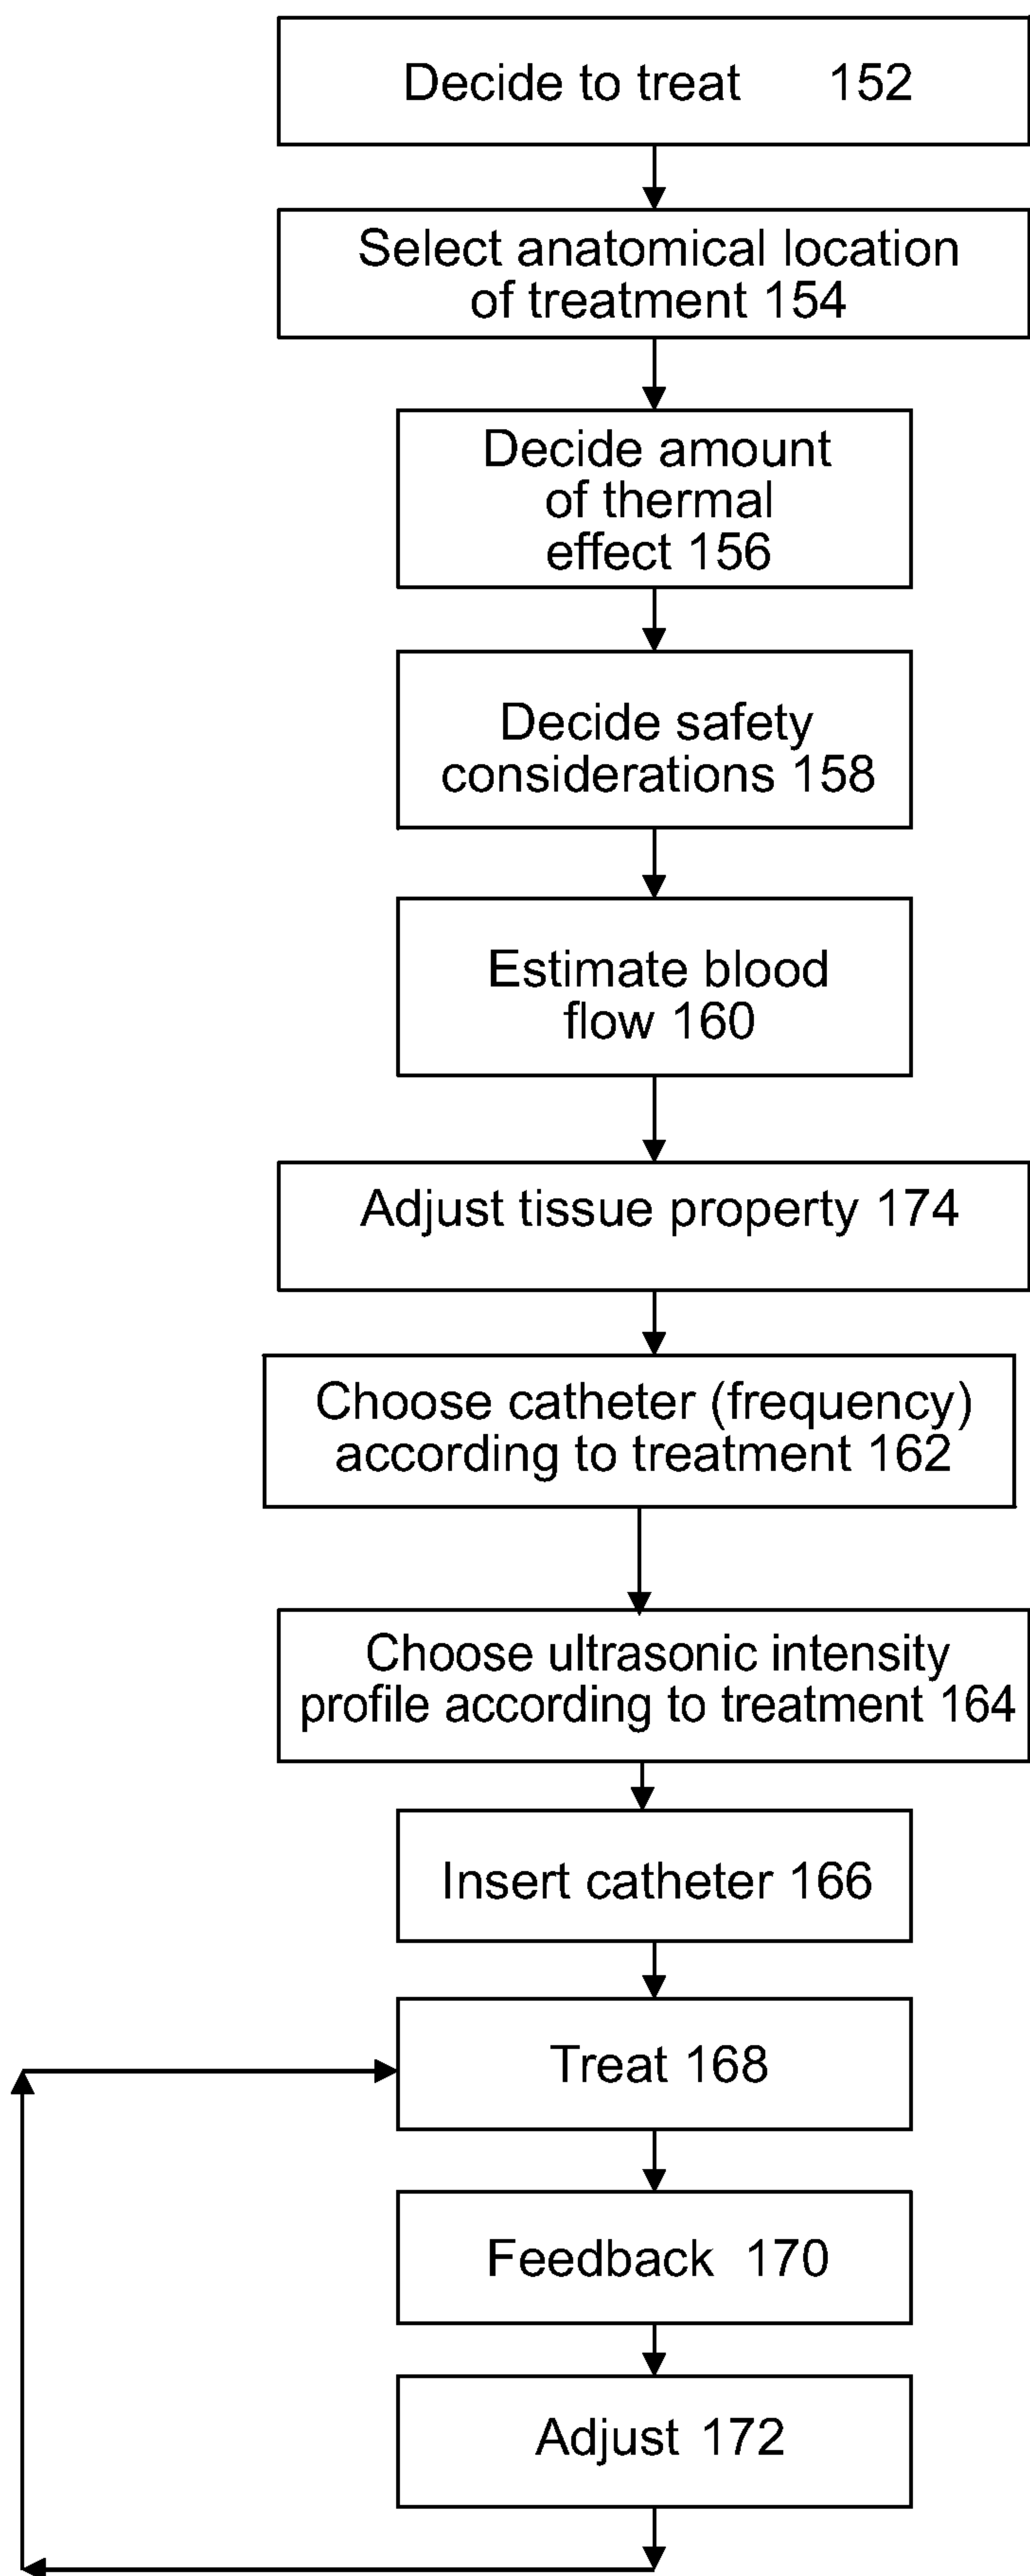 Decide to treat 152
Select anatomical location
of treatment 154
Decide amount
of thermal
effect 156
Decide safety
considerations 158
Estimate blood
flow 160
Adjust tissue property 174
Choose catheter (frequency)
according to treatment 162
Choose ultrasonic intensity
profile according to treatment 164
Insert catheter 166
Treat 168
Feedback 170
Adjust 172